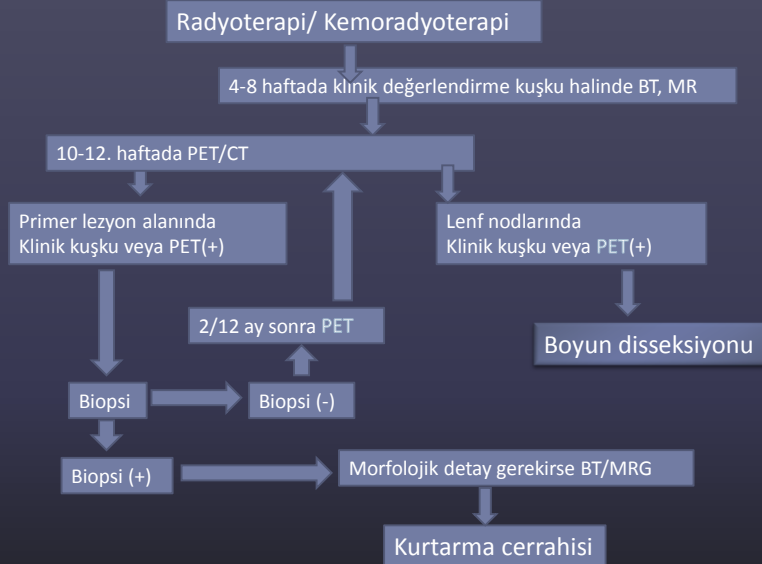 Radyoterapi/ Kemoradyoterapi
4-8 haftada klinik değerlendirme kuşku halinde BT, MR
10-12. haftada PET/CT
Primer lezyon alanında
Klinik kuşku veya PET(+)
Lenf nodlarında
Klinik kuşku veya PET(+)
2/12 ay sonra PET
Boyun disseksiyonu
Biopsi
Biopsi (-)
Biopsi (+)
Morfolojik detay gerekirse BT/MRG
Kurtarma cerrahisi